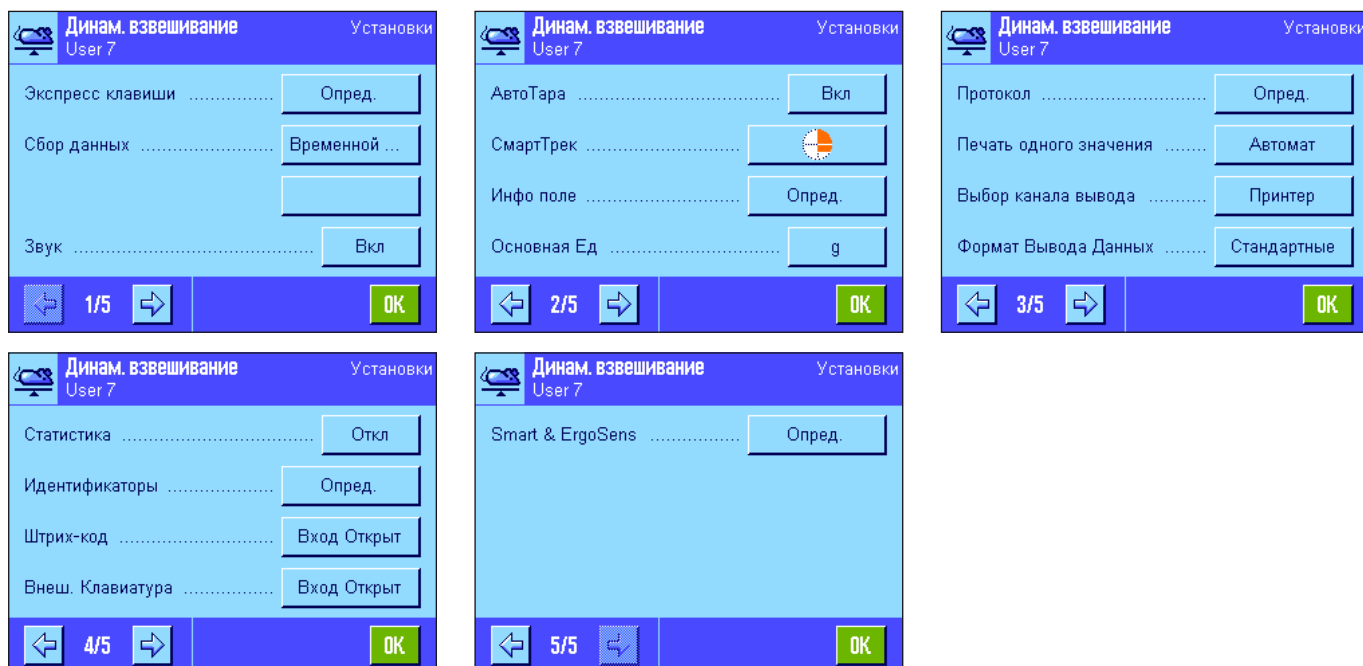 Динам. взвешивание Установки
User 7
Экспресс клавиши ............... Опред.
Сбор данных ....................... Временной ...
Звук ......................................... Вкл
1/5 OK
Динам. взвешивание Установки
User 7
АвтоТара ................................... Вкл
СмартТрек ..........................
Инфо поле ........................... Опред.
Основная Ед .............................. g
2/5 OK
Динам. взвешивание Установки
User 7
Протокол ............................. Опред.
Печать одного значения ........ Автомат
Выбор канала вывода .......... Принтер
Формат Вывода Данных ....... Стандартные
3/5 OK
Динам. взвешивание Установки
User 7
Статистика ................................. Откл
Идентификаторы ................... Опред.
Штрих-код .......................... Вход Открыт
Внеш. Клавиатура ................ Вход Открыт
4/5 OK
Динам. взвешивание Установки
User 7
Smart & ErgoSens ................ Опред.
5/5 OK